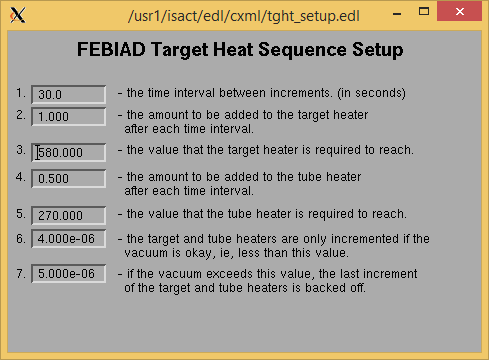 /usr1/isact/edl/cxml/tght_setup.edl
FEBIAD Target Heat Sequence Setup
1. 30.0 - the time interval between increments. (in seconds)
2. 1.000 - the amount to be added to the target heater
after each time interval.
3. 580.000 - the value that the target heater is required to reach.
4. 0.500 - the amount to be added to the tube heater
after each time interval.
5. 270.000 - the value that the tube heater is required to reach.
6. 4.000e-06 - the target and tube heaters are only incremented if the
vacuum is okay, ie, less than this value.
7. 5.000e-06 - if the vacuum exceeds this value, the last increment
of the target and tube heaters is backed off.